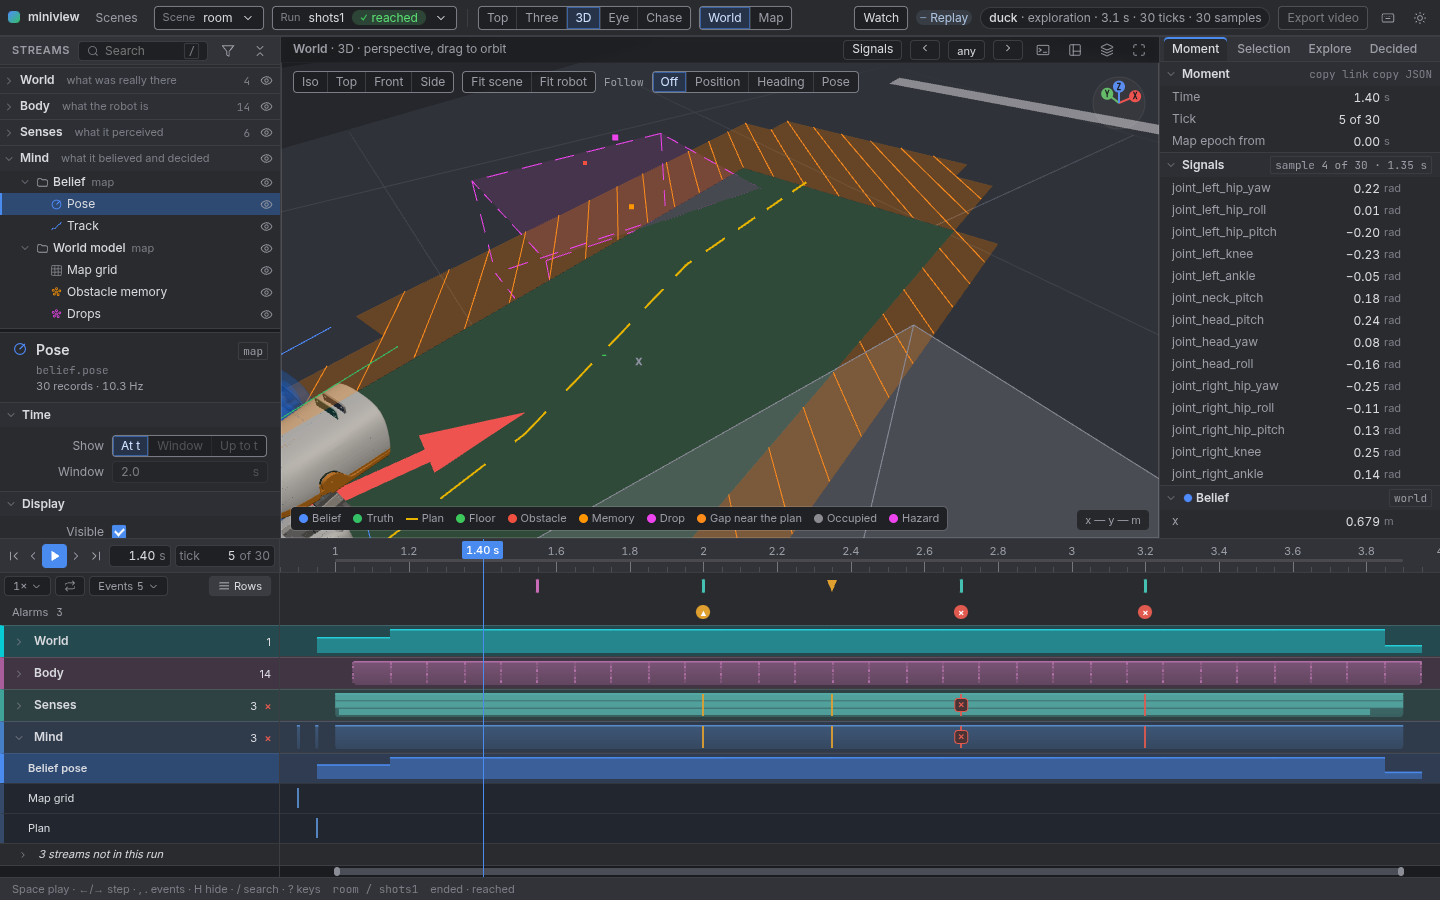 miniview Scenes Scene room Run shots1 ✓ reached Top Three 3D Eye Chase World Map Watch Replay duck · exploration · 3.1 s · 30 ticks · 30 samples Export video
STREAMS Search /
World what was really there 4
Body what the robot is 14
Senses what it perceived 6
Mind what it believed and decided
Belief map
Pose
Track
World model map
Map grid
Obstacle memory
Drops
Pose map
belief.pose
30 records · 10.3 Hz
Time
Show At t Window Up to t
Window 2.0 s
Display
Visible
World · 3D · perspective, drag to orbit Signals any
Iso Top Front Side Fit scene Fit robot Follow Off Position Heading Pose
Z
Y X
x
Belief Truth Plan Floor Obstacle Memory Drop Gap near the plan Occupied Hazard
x — y — m
Moment Selection Explore Decided
Moment copy link copy JSON
Time 1.40 s
Tick 5 of 30
Map epoch from 0.00 s
Signals sample 4 of 30 · 1.35 s
joint_left_hip_yaw 0.22 rad
joint_left_hip_roll 0.01 rad
joint_left_hip_pitch −0.20 rad
joint_left_knee −0.23 rad
joint_left_ankle −0.05 rad
joint_neck_pitch 0.18 rad
joint_head_pitch 0.24 rad
joint_head_yaw 0.08 rad
joint_head_roll −0.16 rad
joint_right_hip_yaw −0.25 rad
joint_right_hip_roll −0.11 rad
joint_right_hip_pitch 0.13 rad
joint_right_knee 0.25 rad
joint_right_ankle 0.14 rad
Belief world
x 0.679 m
1.40 s tick 5 of 30 1 1.2 1.40 s 1.6 1.8 2 2.2 2.4 2.6 2.8 3 3.2 3.4 3.6 3.8 4
1× Events 5 Rows
Alarms 3
World 1
Body 14
Senses 3 ×
Mind 3 ×
Belief pose
Map grid
Plan
3 streams not in this run
Space play · ←/→ step · , . events · H hide · / search · ? keys room / shots1 ended · reached